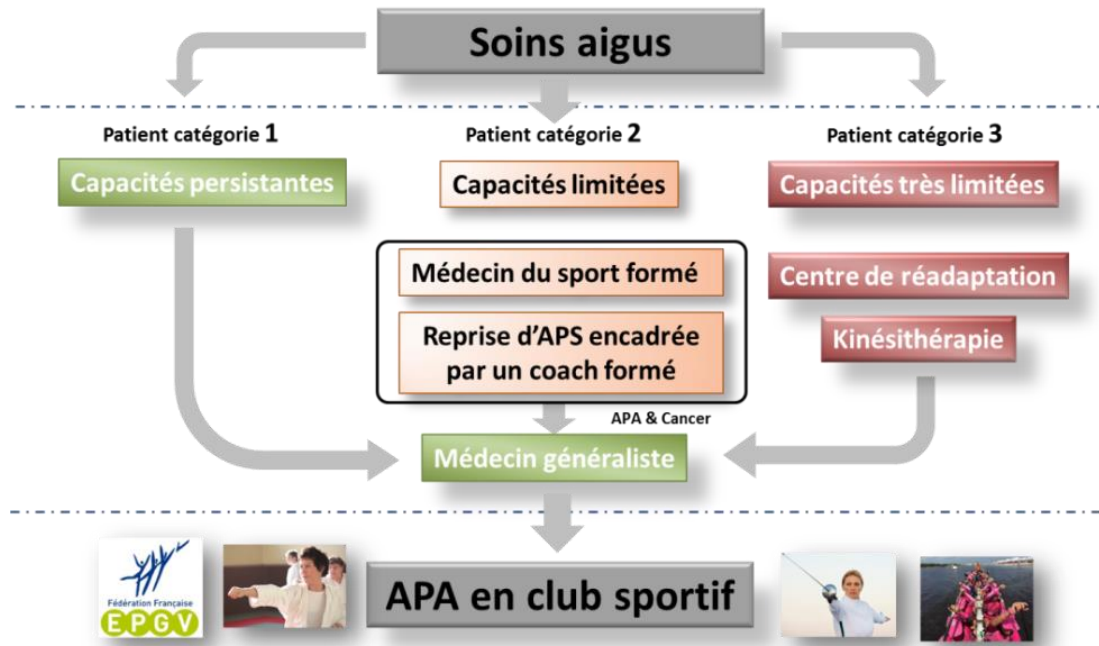 Soins aigus
Patient catégorie 1
Patient catégorie 2
Patient catégorie 3
Capacités persistantes
Capacités limitées
Capacités très limitées
Médecin du sport formé
Centre de réadaptation
Reprise d’APS encadrée
par un coach formé
Kinésithérapie
APA & Cancer
Médecin généraliste
Fédération Française
EPGV
APA en club sportif